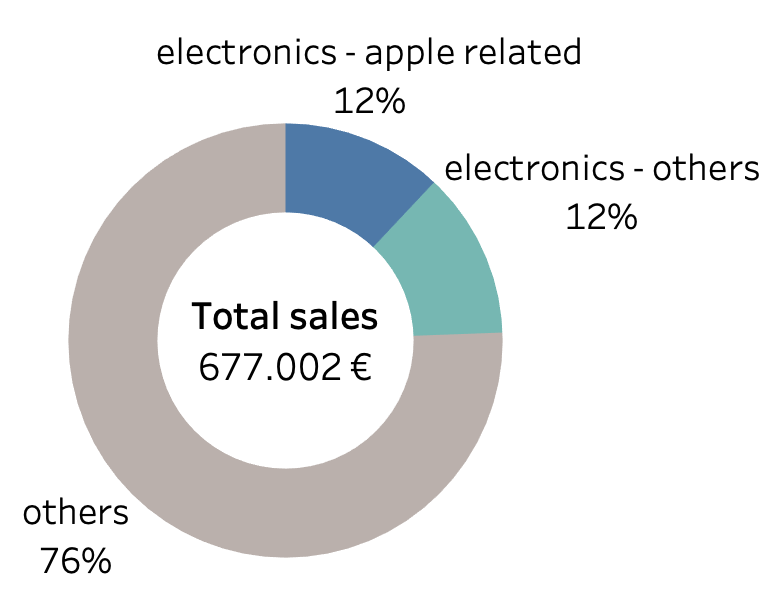 electronics - apple related
12%
electronics - others
12%
Total sales
677.002 €
others
76%